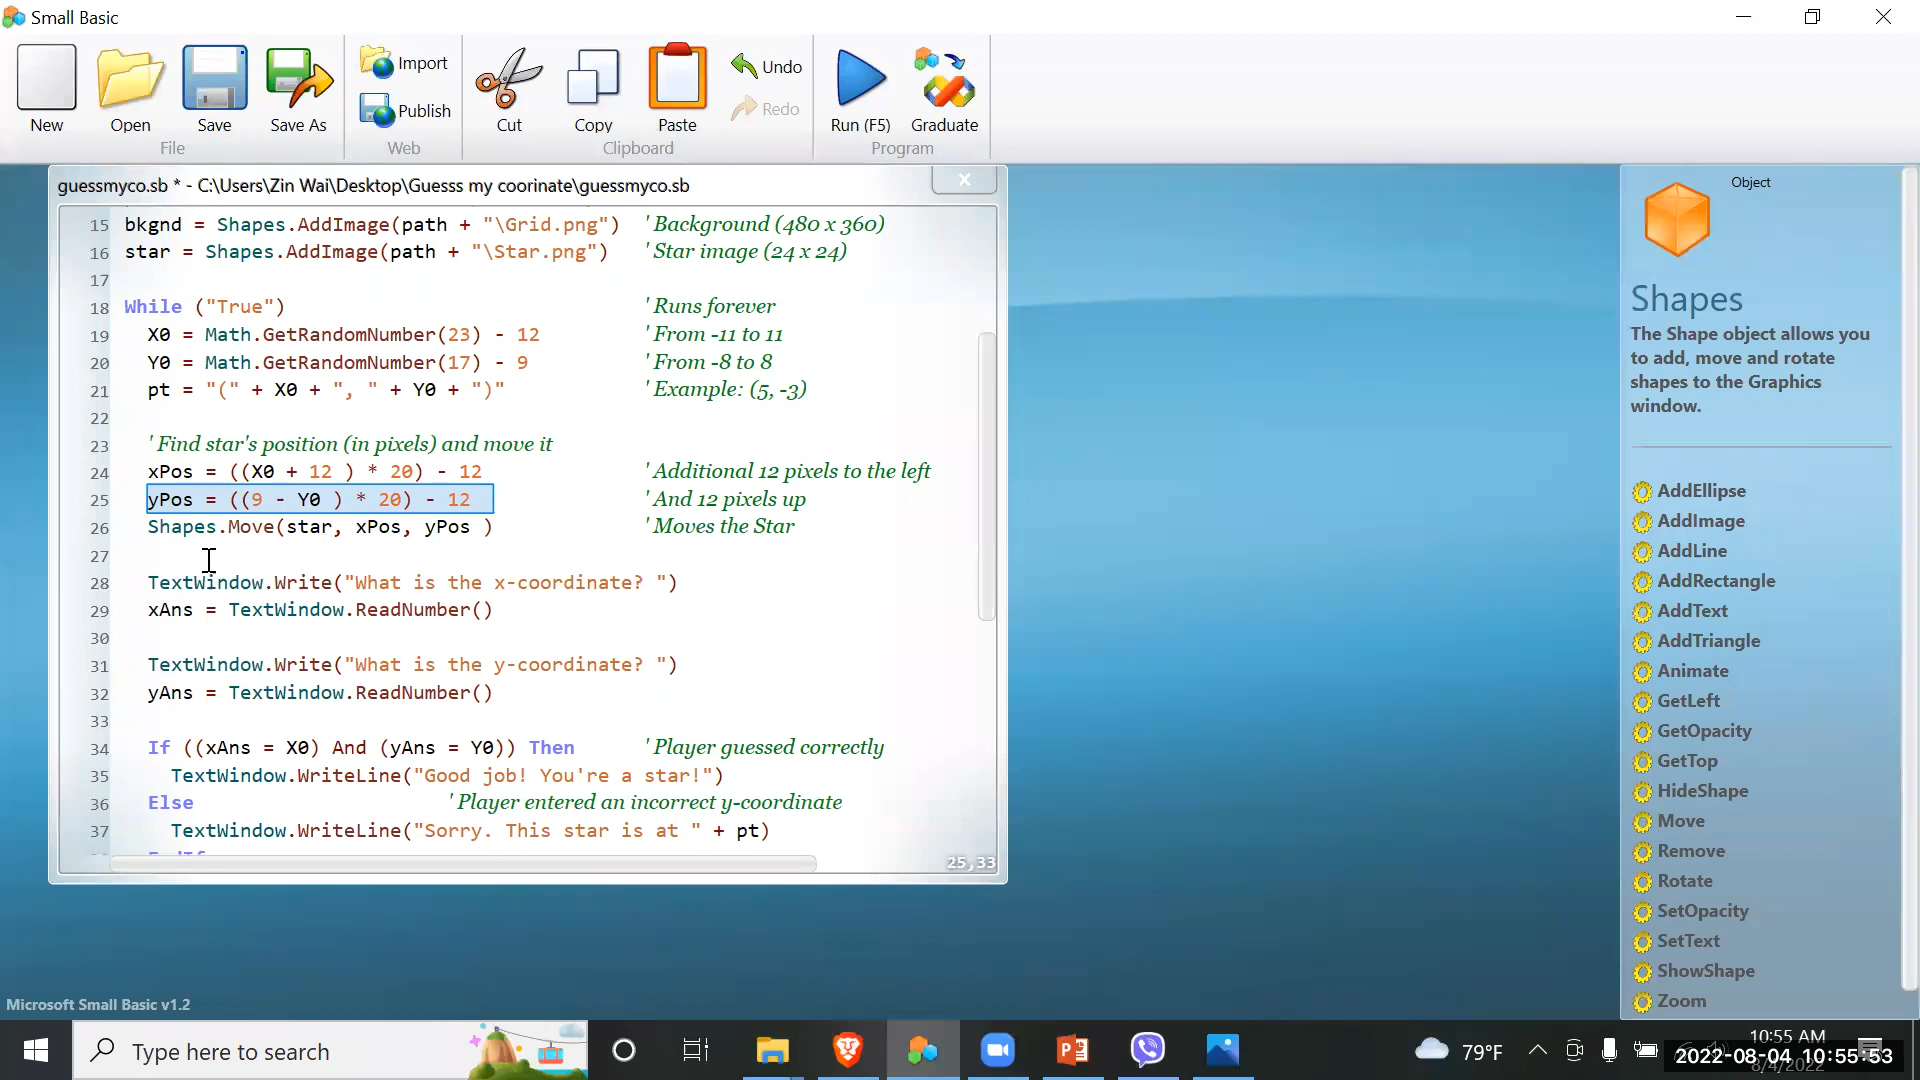 Small Basic
New
Open
Save
Save As
Import
Publish
Cut
Copy
Paste
Undo
Redo
Run (F5)
Graduate
File
Web
Clipboard
Program
guessmyco.sb * - C:\Users\Zin Wai\Desktop\Guesss my coorinate\guessmyco.sb
15 bkgnd = Shapes.AddImage(path + "\Grid.png") ' Background (480 x 360)
16 star = Shapes.AddImage(path + "\Star.png") ' Star image (24 x 24)
17
18 While ("True") ' Runs forever
19 X0 = Math.GetRandomNumber(23) - 12 ' From -11 to 11
20 Y0 = Math.GetRandomNumber(17) - 9 ' From -8 to 8
21 pt = "(" + X0 + ", " + Y0 + ")" ' Example: (5, -3)
22
23 ' Find star's position (in pixels) and move it
24 xPos = ((X0 + 12 ) * 20) - 12 ' Additional 12 pixels to the left
25 yPos = ((9 - Y0 ) * 20) - 12 ' And 12 pixels up
26 Shapes.Move(star, xPos, yPos ) ' Moves the Star
27
28 TextWindow.Write("What is the x-coordinate? ")
29 xAns = TextWindow.ReadNumber()
30
31 TextWindow.Write("What is the y-coordinate? ")
32 yAns = TextWindow.ReadNumber()
33
34 If ((xAns = X0) And (yAns = Y0)) Then ' Player guessed correctly
35 TextWindow.WriteLine("Good job! You're a star!")
36 Else ' Player entered an incorrect y-coordinate
37 TextWindow.WriteLine("Sorry. This star is at " + pt)
25,33
Object
Shapes
The Shape object allows you
to add, move and rotate
shapes to the Graphics
window.
AddEllipse
AddImage
AddLine
AddRectangle
AddText
AddTriangle
Animate
GetLeft
GetOpacity
GetTop
HideShape
Move
Remove
Rotate
SetOpacity
SetText
ShowShape
Zoom
Microsoft Small Basic v1.2
Type here to search
79°F
10:55 AM
8/4/2022
2022-08-04 10:55:53